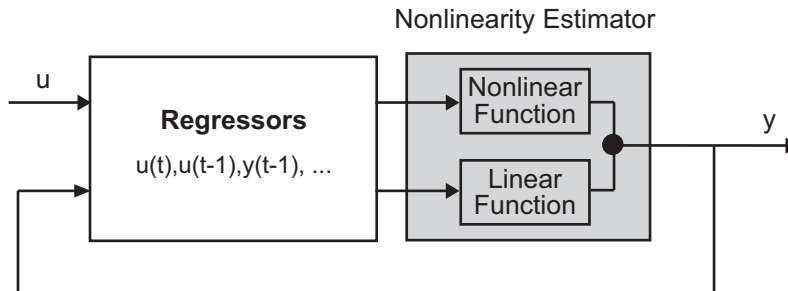 Nonlinearity Estimator
u
Regressors
u(t),u(t-1),y(t-1), ...
Nonlinear
Function
Linear
Function
y